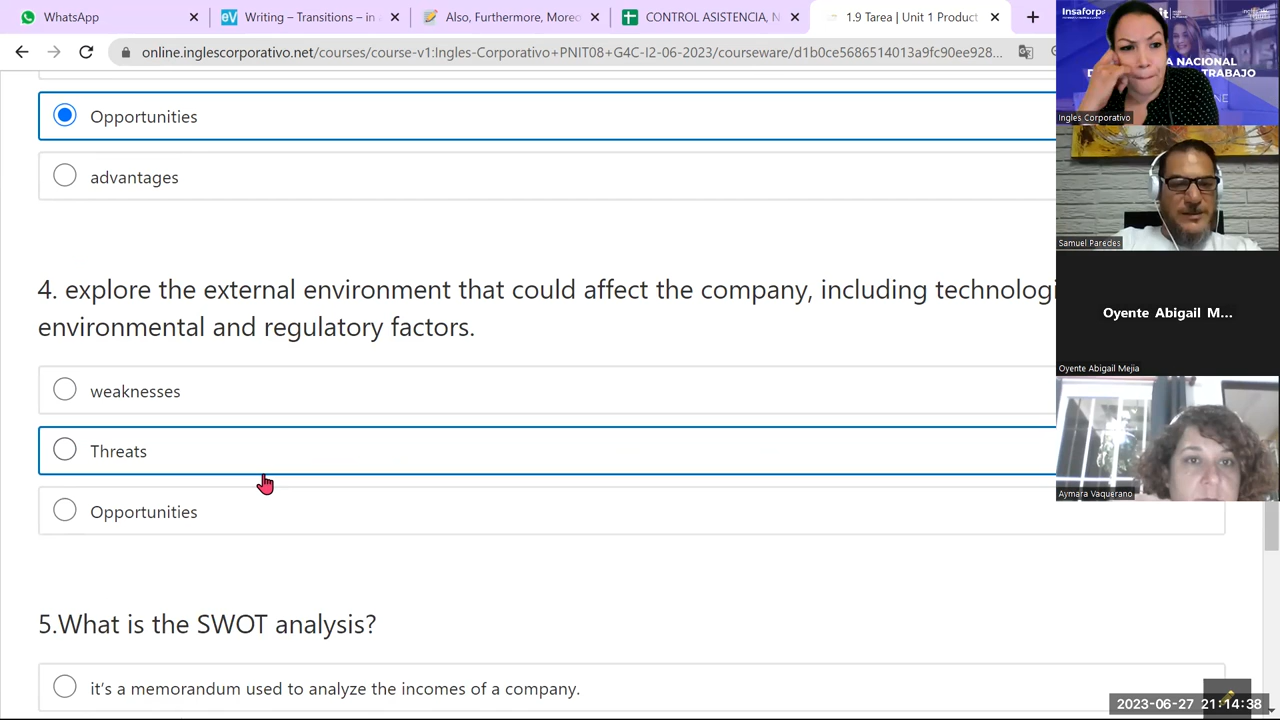 WhatsApp
Writing – Transitions
Also, Furthermore,
CONTROL ASISTENCIA, N
1.9 Tarea | Unit 1 Product
online.inglescorporativo.net/courses/course-v1:Ingles-Corporativo+PNIT08+G4C-I2-06-2023/courseware/d1b0ce5686514013a9fc90ee928...
Insaforp
A NACIONAL
TRABAJO
Ingles Corporativo
Samuel Paredes
Oyente Abigail M...
Oyente Abigail Mejia
Aymara Vaquerano
Opportunities
advantages
4. explore the external environment that could affect the company, including technologi
environmental and regulatory factors.
weaknesses
Threats
Opportunities
5.What is the SWOT analysis?
it's a memorandum used to analyze the incomes of a company.
2023-06-27 21:14:38